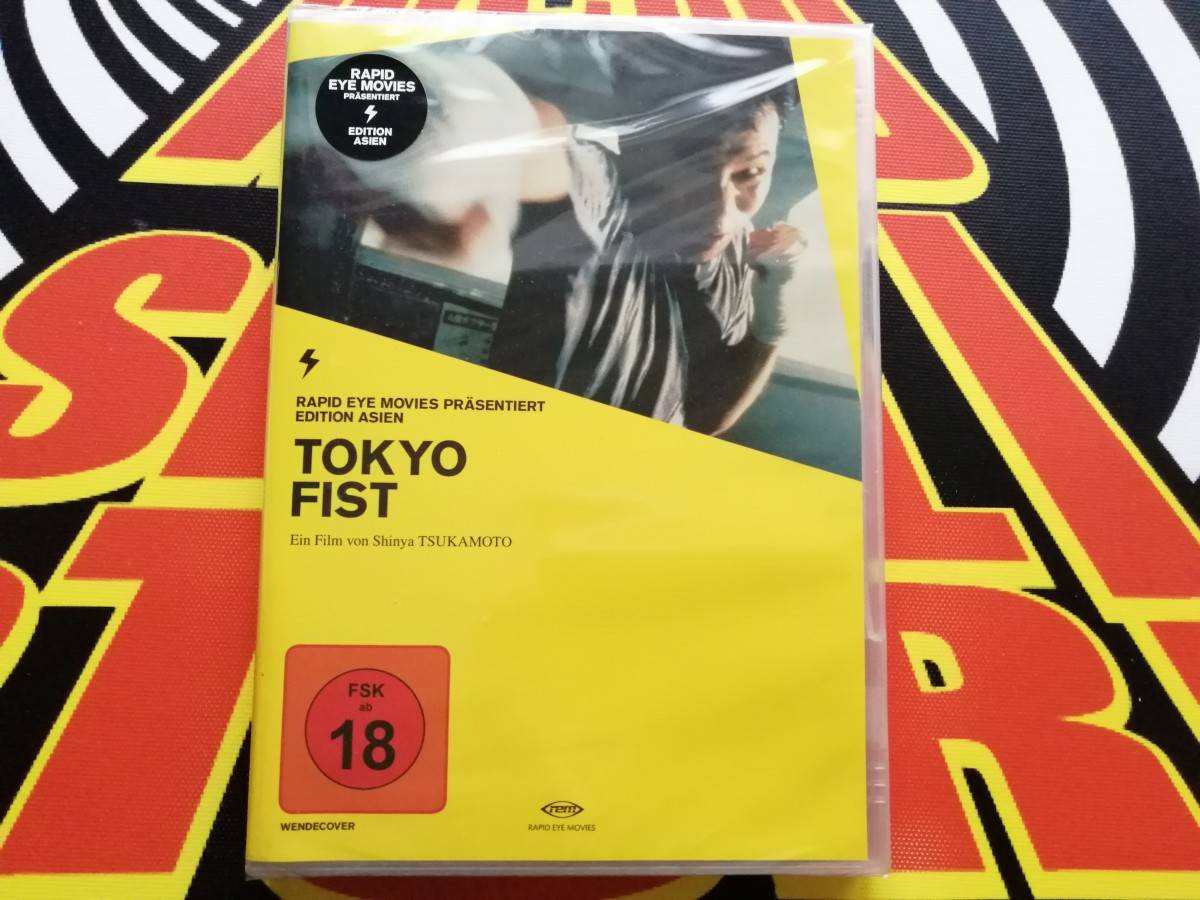 RAPID
EYE MOVIES
PRÄSENTIERT
EDITION
ASIEN
RAPID EYE MOVIES PRÄSENTIERT
EDITION ASIEN
TOKYO
FIST
Ein Film von Shinya TSUKAMOTO
FSK
ab
18
WENDECOVER
rem
RAPID EYE MOVIES